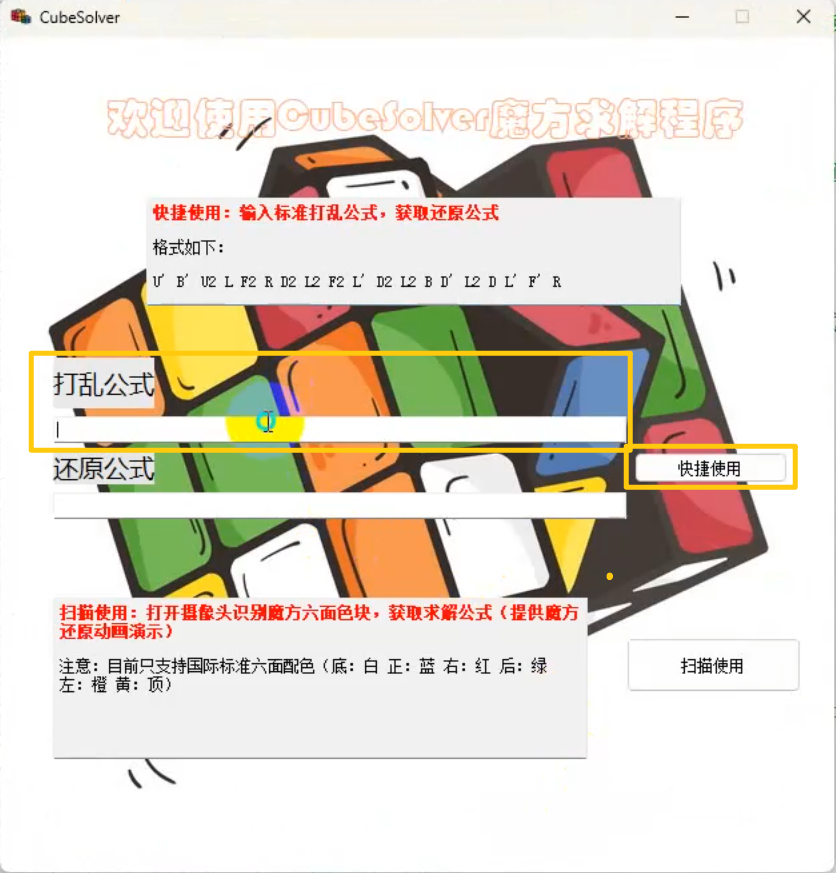 CubeSolver
欢迎使用CubeSolver魔方求解程序
快捷使用：输入标准打乱公式，获取还原公式
格式如下：
U' B' U2 L F2 R D2 L2 F2 L' D2 L2 B D' L2 D L' F' R
打乱公式
还原公式
快捷使用
扫描使用：打开摄像头识别魔方六面色块，获取求解公式（提供魔方
还原动画演示）
注意：目前只支持国际标准六面配色（底：白 正：蓝 右：红 后：绿
左：橙 黄：顶）
扫描使用